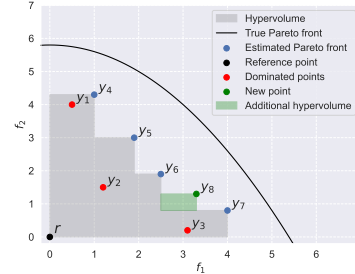 7
6
5
4
3
2
1
0
f₂
0
1
2
3
4
5
6
f₁
Hypervolume
True Pareto front
Estimated Pareto front
Reference point
Dominated points
New point
Additional hypervolume
y₄
y₁
y₅
y₆
y₂
y₈
y₇
y₃
r